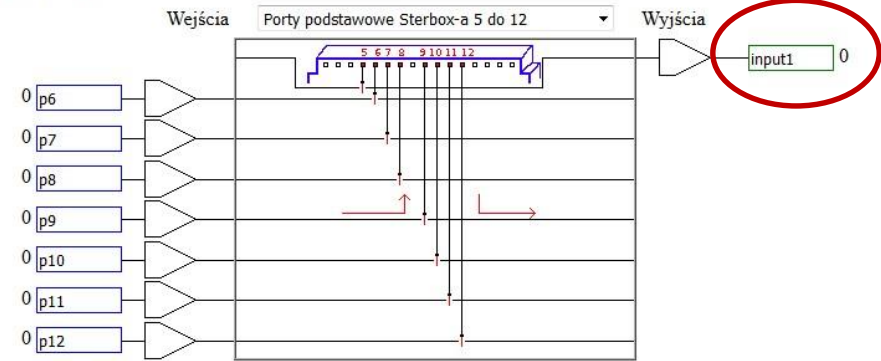 Wejścia Porty podstawowe Sterbox-a 5 do 12 Wyjścia
5 6 7 8 9 10 11 12
input1 0
0 p6
0 p7
0 p8
0 p9
0 p10
0 p11
0 p12